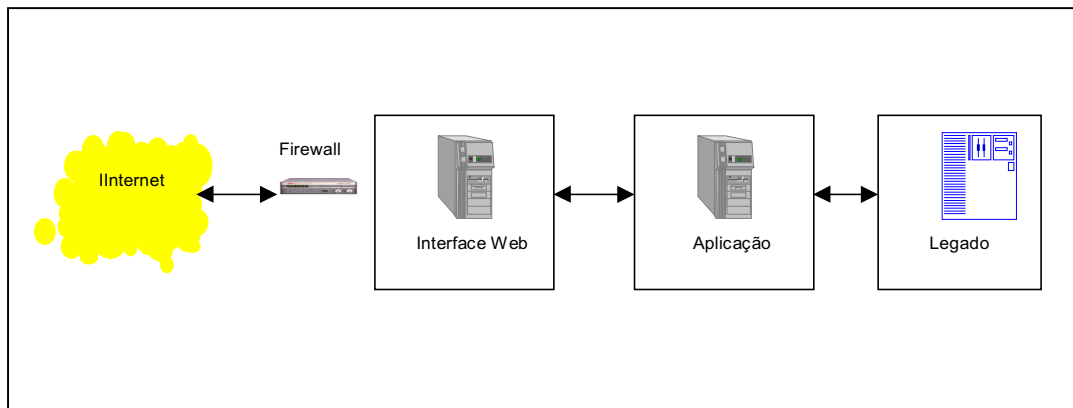 Firewall
IInternet
Interface Web
Aplicação
Legado